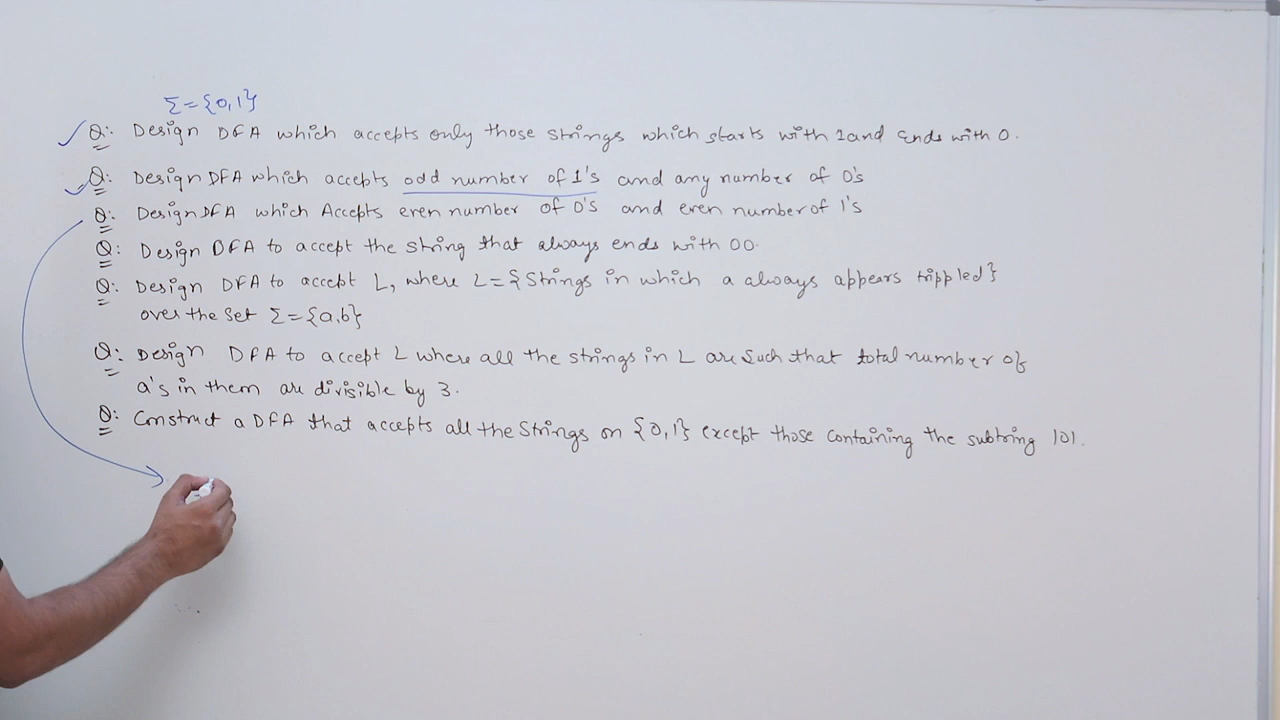 Σ={0,1}
Q: Design DFA which accepts only those strings which starts with 1 and Ends with 0.
Q: Design DFA which accepts odd number of 1's and any number of 0's
Q: Design DFA which Accepts even number of 0's and even number of 1's
Q: Design DFA to accept the string that always ends with 00.
Q: Design DFA to accept L, where L={Strings in which a always appears trippled}
over the set Σ={a,b}
Q: Design DFA to accept L where all the strings in L are such that total number of
a's in them are divisible by 3.
Q: Construct a DFA that accepts all the strings on {0,1} except those containing the substring 101.